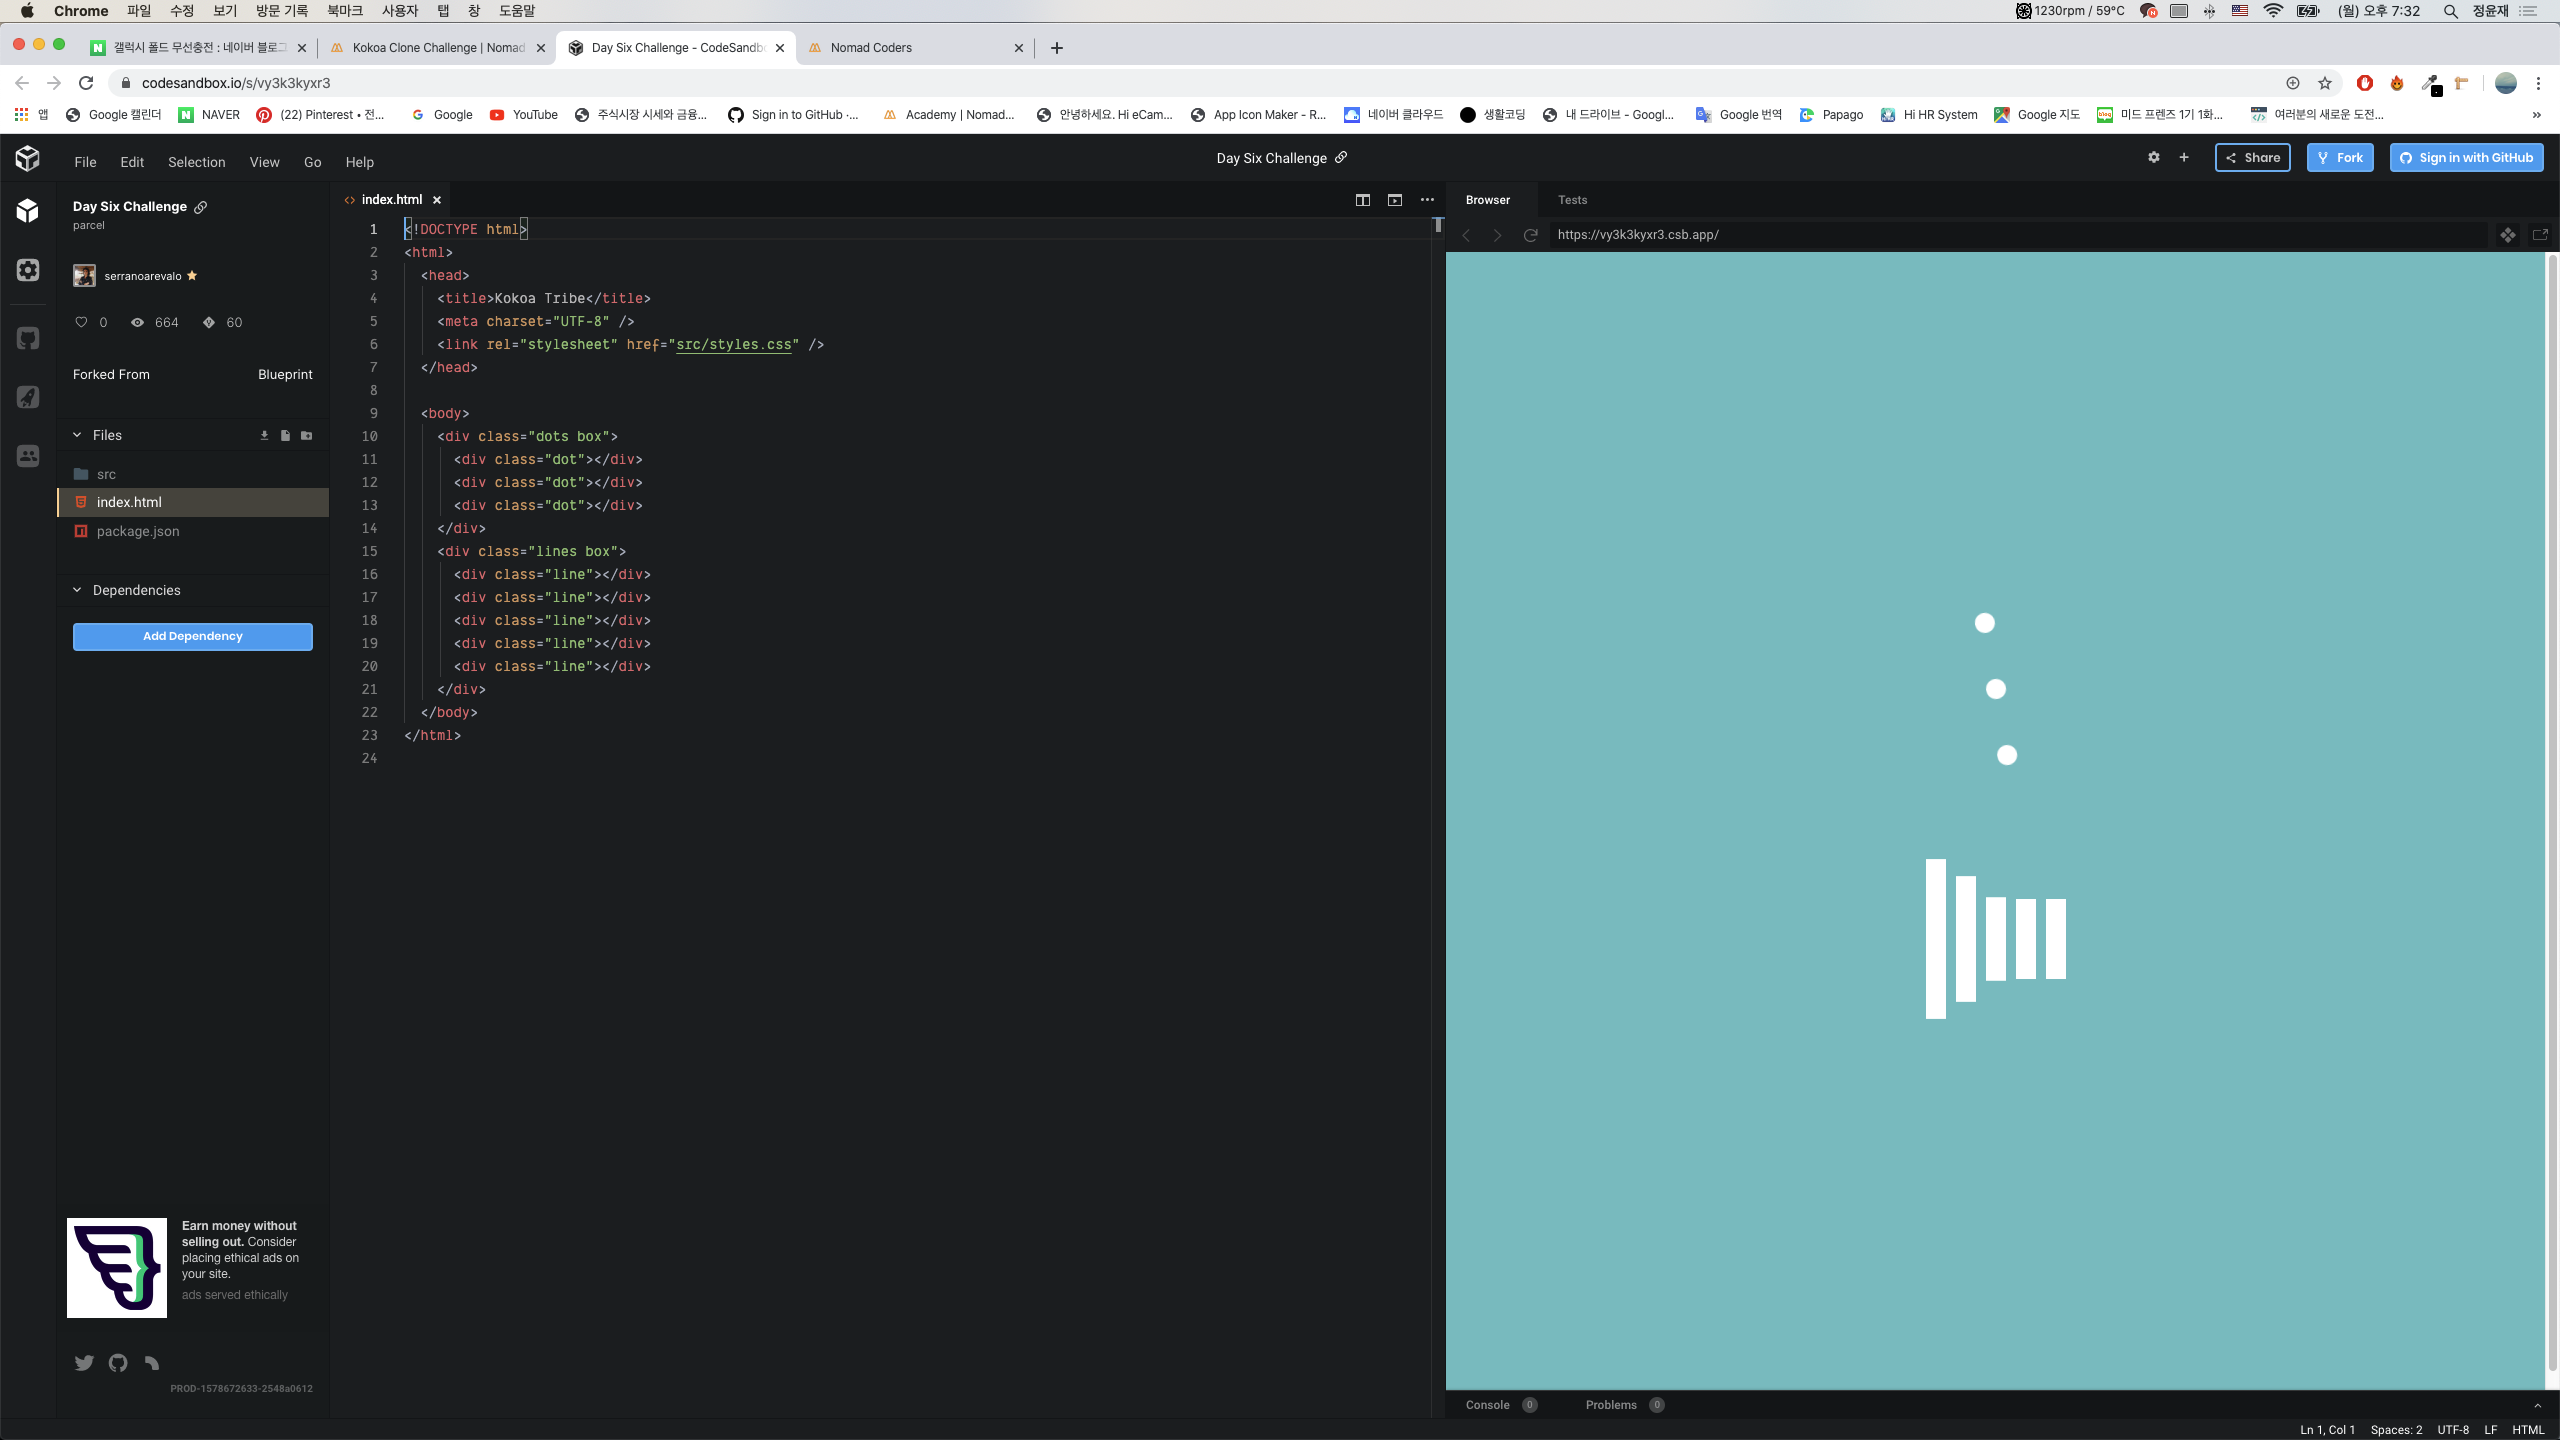 Chrome 파일 수정 보기 방문 기록 북마크 사용자 탭 창 도움말 1230rpm / 59°C (월) 오후 7:32 정윤재
갤럭시 폴드 무선충전 : 네이버 블로그 Kokoa Clone Challenge | Nomad Day Six Challenge - CodeSandbo Nomad Coders
codesandbox.io/s/vy3k3kyxr3
앱 Google 캘린더 NAVER (22) Pinterest • 전... Google YouTube 주식시장 시세와 금융... Sign in to GitHub ·... Academy | Nomad... 안녕하세요. Hi eCam... App Icon Maker - R... 네이버 클라우드 생활코딩 내 드라이브 - Googl... Google 번역 Papago Hi HR System Google 지도 미드 프렌즈 1기 1화... 여러분의 새로운 도전... »
File Edit Selection View Go Help Day Six Challenge Share Fork Sign in with GitHub
Day Six Challenge
parcel
serranoarevalo
0 664 60
Forked From Blueprint
Files
src
index.html
package.json
Dependencies
Add Dependency
Earn money without
selling out. Consider
placing ethical ads on
your site.
ads served ethically
PROD-1578672633-2548a0612
<> index.html
1 <!DOCTYPE html>
2 <html>
3 <head>
4 <title>Kokoa Tribe</title>
5 <meta charset="UTF-8" />
6 <link rel="stylesheet" href="src/styles.css" />
7 </head>
8
9 <body>
10 <div class="dots box">
11 <div class="dot"></div>
12 <div class="dot"></div>
13 <div class="dot"></div>
14 </div>
15 <div class="lines box">
16 <div class="line"></div>
17 <div class="line"></div>
18 <div class="line"></div>
19 <div class="line"></div>
20 <div class="line"></div>
21 </div>
22 </body>
23 </html>
24
Browser Tests
https://vy3k3kyxr3.csb.app/
Console 0 Problems 0
Ln 1, Col 1 Spaces: 2 UTF-8 LF HTML